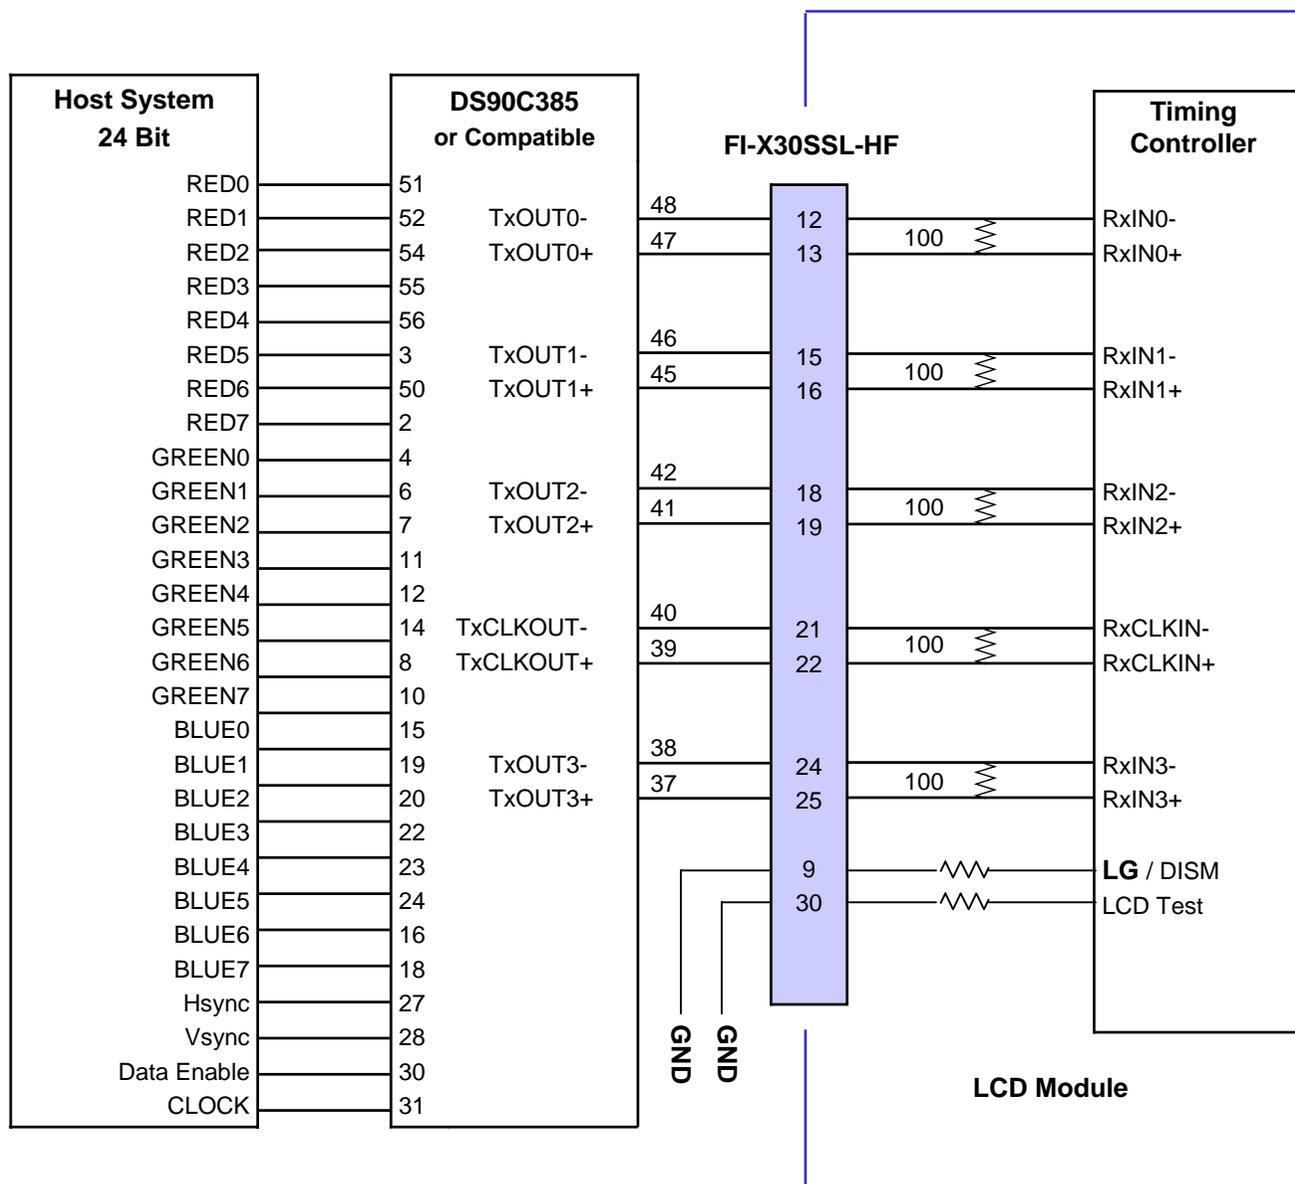 Host System
24 Bit
RED0
RED1
RED2
RED3
RED4
RED5
RED6
RED7
GREEN0
GREEN1
GREEN2
GREEN3
GREEN4
GREEN5
GREEN6
GREEN7
BLUE0
BLUE1
BLUE2
BLUE3
BLUE4
BLUE5
BLUE6
BLUE7
Hsync
Vsync
Data Enable
CLOCK
DS90C385
or Compatible
51
52
54
55
56
3
50
2
4
6
7
11
12
14
8
10
15
19
20
22
23
24
16
18
27
28
30
31
TxOUT0-
TxOUT0+
TxOUT1-
TxOUT1+
TxOUT2-
TxOUT2+
TxCLKOUT-
TxCLKOUT+
TxOUT3-
TxOUT3+
48
47
46
45
42
41
40
39
38
37
GND
GND
FI-X30SSL-HF
12
13
15
16
18
19
21
22
24
25
9
30
100
100
100
100
100
Timing
Controller
RxIN0-
RxIN0+
RxIN1-
RxIN1+
RxIN2-
RxIN2+
RxCLKIN-
RxCLKIN+
RxIN3-
RxIN3+
LG / DISM
LCD Test
LCD Module